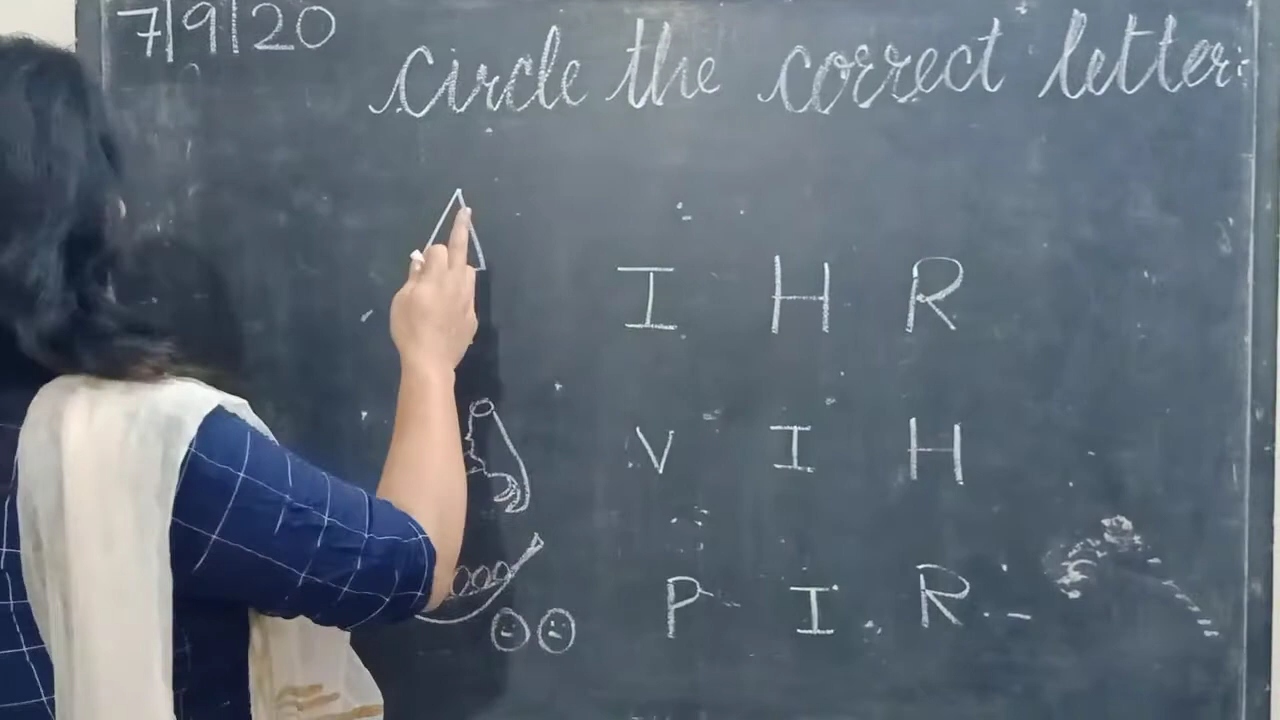 7|9|20
Circle the correct letter:
I H R
V I H
P I R